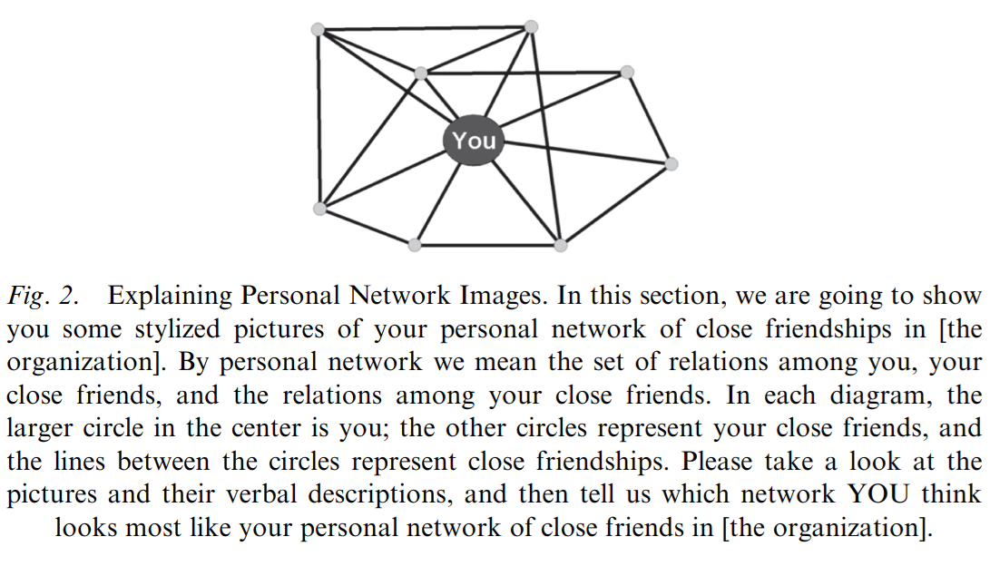 You
Fig. 2. Explaining Personal Network Images. In this section, we are going to show
you some stylized pictures of your personal network of close friendships in [the
organization]. By personal network we mean the set of relations among you, your
close friends, and the relations among your close friends. In each diagram, the
larger circle in the center is you; the other circles represent your close friends, and
the lines between the circles represent close friendships. Please take a look at the
pictures and their verbal descriptions, and then tell us which network YOU think
looks most like your personal network of close friends in [the organization].